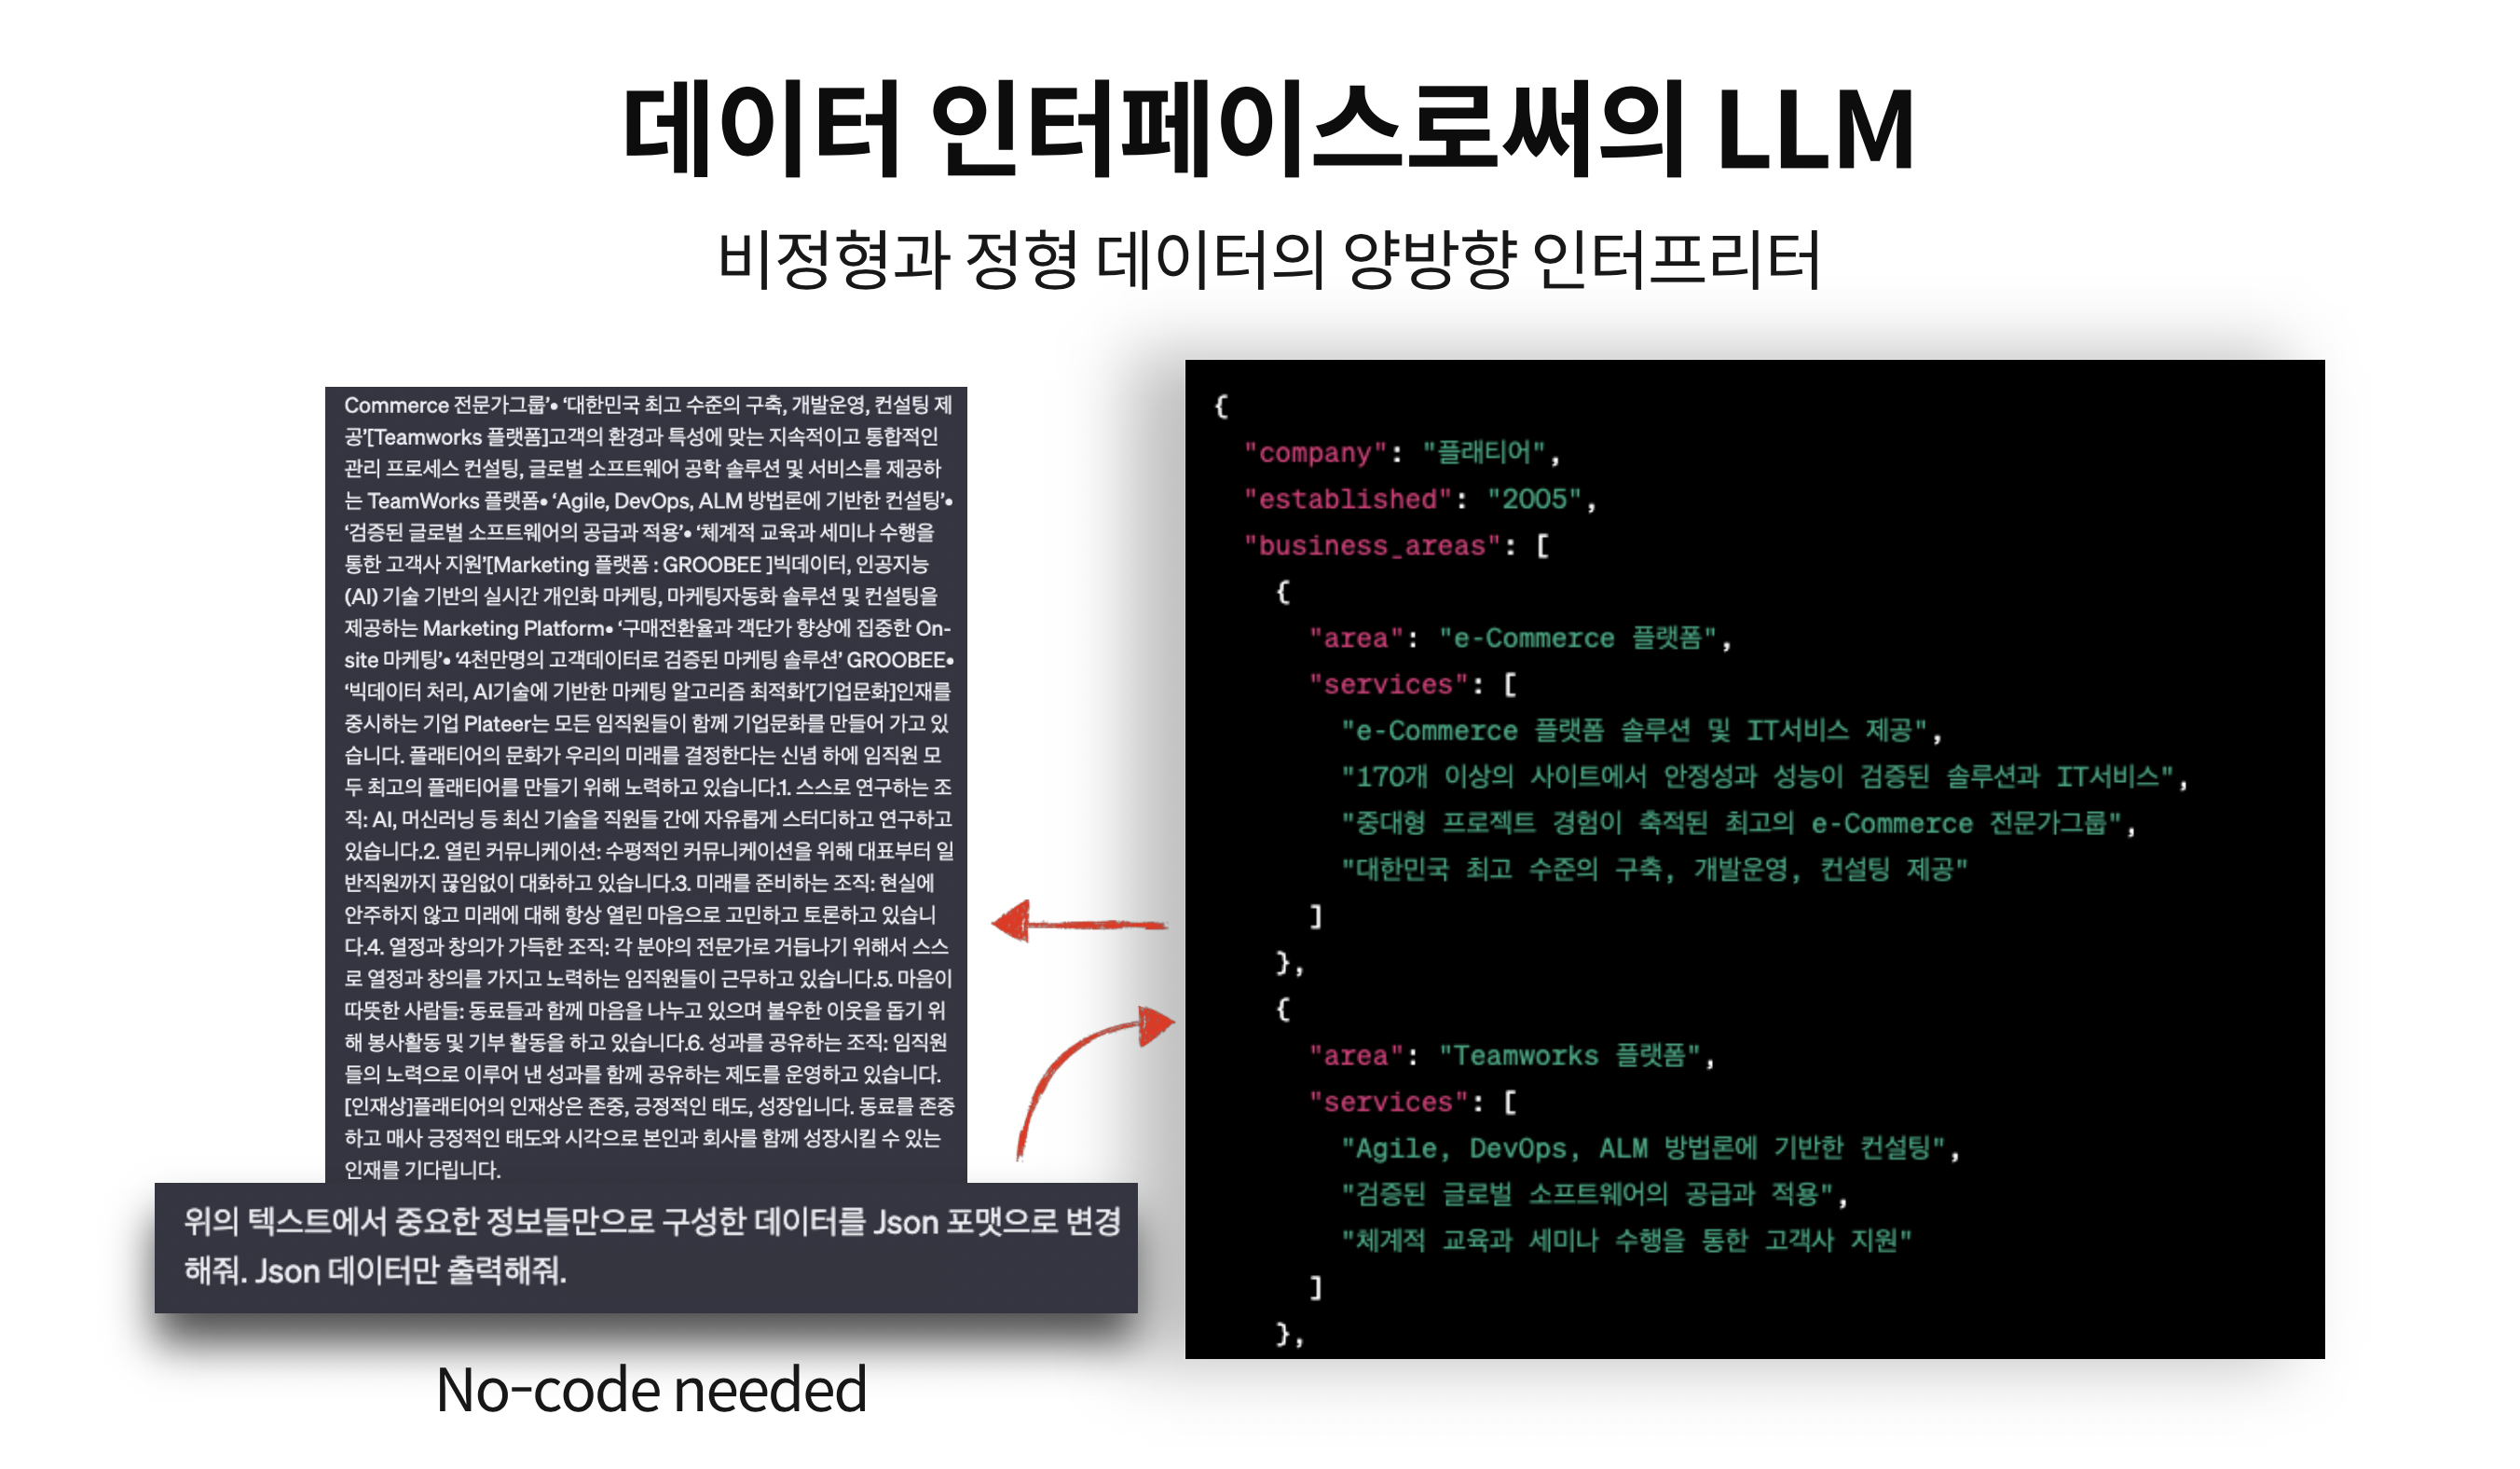 데이터 인터페이스로써의 LLM
비정형과 정형 데이터의 양방향 인터프리터
Commerce 전문가그룹’• ‘대한민국 최고 수준의 구축, 개발운영, 컨설팅 제
공’[Teamworks 플랫폼]고객의 환경과 특성에 맞는 지속적이고 통합적인
관리 프로세스 컨설팅, 글로벌 소프트웨어 공학 솔루션 및 서비스를 제공하
는 TeamWorks 플랫폼• ‘Agile, DevOps, ALM 방법론에 기반한 컨설팅’•
‘검증된 글로벌 소프트웨어의 공급과 적용’• ‘체계적 교육과 세미나 수행을
통한 고객사 지원’[Marketing 플랫폼 : GROOBEE ]빅데이터, 인공지능
(AI) 기술 기반의 실시간 개인화 마케팅, 마케팅자동화 솔루션 및 컨설팅을
제공하는 Marketing Platform• ‘구매전환율과 객단가 향상에 집중한 On-
site 마케팅’• ‘4천만명의 고객데이터로 검증된 마케팅 솔루션’ GROOBEE•
‘빅데이터 처리, AI기술에 기반한 마케팅 알고리즘 최적화’[기업문화]인재를
중시하는 기업 Plateer는 모든 임직원들이 함께 기업문화를 만들어 가고 있
습니다. 플래티어의 문화가 우리의 미래를 결정한다는 신념 하에 임직원 모
두 최고의 플래티어를 만들기 위해 노력하고 있습니다.1. 스스로 연구하는 조
직: AI, 머신러닝 등 최신 기술을 직원들 간에 자유롭게 스터디하고 연구하고
있습니다.2. 열린 커뮤니케이션: 수평적인 커뮤니케이션을 위해 대표부터 일
반직원까지 끊임없이 대화하고 있습니다.3. 미래를 준비하는 조직: 현실에
안주하지 않고 미래에 대해 항상 열린 마음으로 고민하고 토론하고 있습니
다.4. 열정과 창의가 가득한 조직: 각 분야의 전문가로 거듭나기 위해서 스스
로 열정과 창의를 가지고 노력하는 임직원들이 근무하고 있습니다.5. 마음이
따뜻한 사람들: 동료들과 함께 마음을 나누고 있으며 불우한 이웃을 돕기 위
해 봉사활동 및 기부 활동을 하고 있습니다.6. 성과를 공유하는 조직: 임직원
들의 노력으로 이루어 낸 성과를 함께 공유하는 제도를 운영하고 있습니다.
[인재상]플래티어의 인재상은 존중, 긍정적인 태도, 성장입니다. 동료를 존중
하고 매사 긍정적인 태도와 시각으로 본인과 회사를 함께 성장시킬 수 있는
인재를 기다립니다.
위의 텍스트에서 중요한 정보들만으로 구성한 데이터를 Json 포맷으로 변경
해줘. Json 데이터만 출력해줘.
No-code needed
{
"company": "플래티어",
"established": "2005",
"business_areas": [
{
"area": "e-Commerce 플랫폼",
"services": [
"e-Commerce 플랫폼 솔루션 및 IT서비스 제공",
"170개 이상의 사이트에서 안정성과 성능이 검증된 솔루션과 IT서비스",
"중대형 프로젝트 경험이 축적된 최고의 e-Commerce 전문가그룹",
"대한민국 최고 수준의 구축, 개발운영, 컨설팅 제공"
]
},
{
"area": "Teamworks 플랫폼",
"services": [
"Agile, DevOps, ALM 방법론에 기반한 컨설팅",
"검증된 글로벌 소프트웨어의 공급과 적용",
"체계적 교육과 세미나 수행을 통한 고객사 지원"
]
},